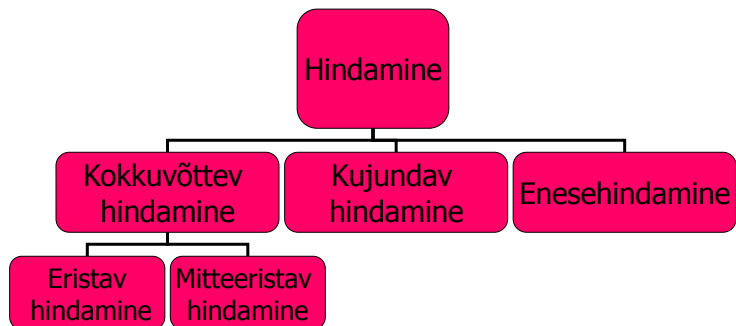 Hindamine
Kokkuvõttev
hindamine
Kujundav
hindamine
Enesehindamine
Eristav
hindamine
Mitteeristav
hindamine